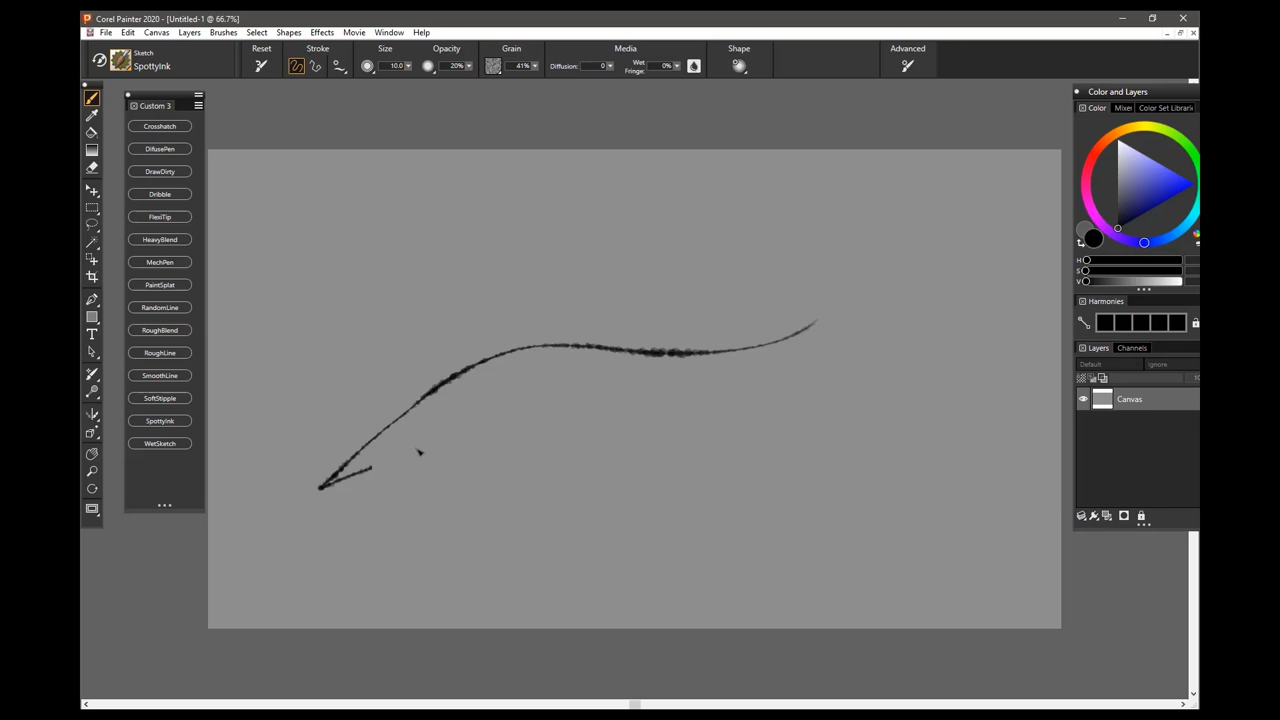 Corel Painter 2020 - [Untitled-1 @ 66.7%]
File Edit Canvas Layers Brushes Select Shapes Effects Movie Window Help
Sketch
SpottyInk
Reset Stroke Size Opacity Grain Media Shape Advanced
10.0 20% 41% Diffusion: 0 Wet Fringe: 0%
Custom 3
Crosshatch
DifusePen
DrawDirty
Dribble
FlexiTip
HeavyBlend
MechPen
PaintSplat
RandomLine
RoughBlend
RoughLine
SmoothLine
SoftStipple
SpottyInk
WetSketch
T
Color and Layers
Color Mixer Color Set Librari
H
S
V
Harmonies
Layers Channels
Default Ignore
10
Canvas